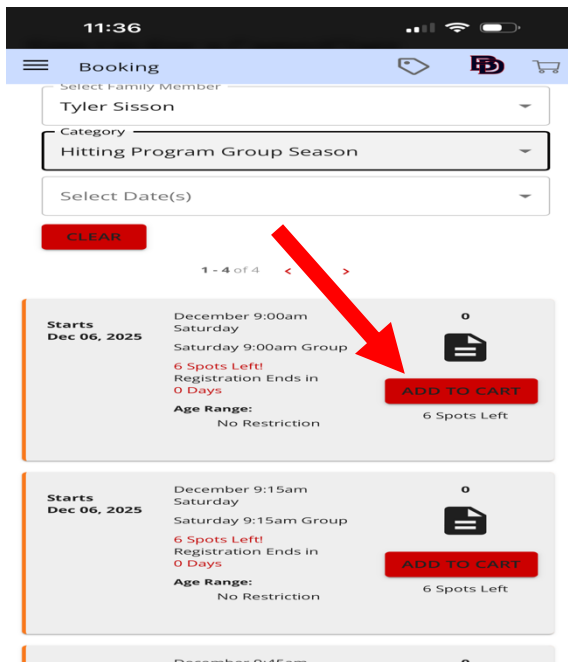 11:36
Booking
Select Family Member
Tyler Sisson
Category
Hitting Program Group Season
Select Date(s)
CLEAR
1 - 4 of 4 < >
Starts
Dec 06, 2025
December 9:00am
Saturday
Saturday 9:00am Group
6 Spots Left!
Registration Ends in
0 Days
Age Range:
No Restriction
0
ADD TO CART
6 Spots Left
Starts
Dec 06, 2025
December 9:15am
Saturday
Saturday 9:15am Group
6 Spots Left!
Registration Ends in
0 Days
Age Range:
No Restriction
0
ADD TO CART
6 Spots Left
December 9:45am
0